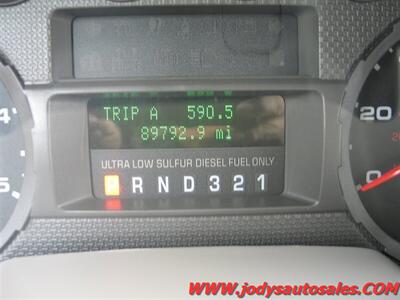 TRIP A 590.5
89792.9 mi
ULTRA LOW SULFUR DIESEL FUEL ONLY
R N D 3 2 1
4
5
20
0
www.jodysautosales.COM